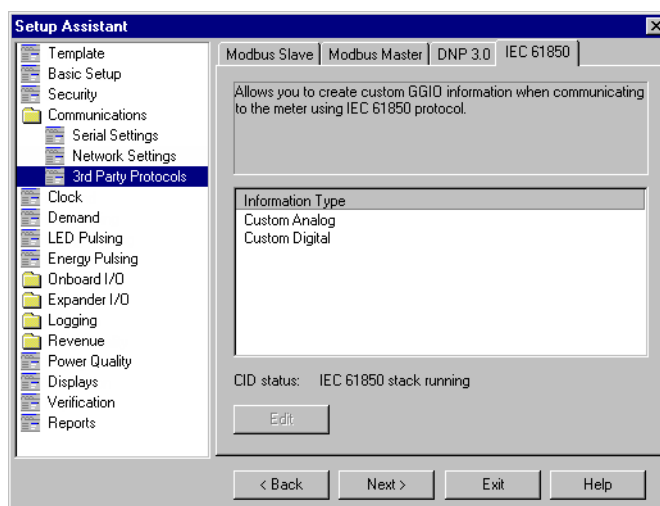 Setup Assistant
Template
Basic Setup
Security
Communications
Serial Settings
Network Settings
3rd Party Protocols
Clock
Demand
LED Pulsing
Energy Pulsing
Onboard I/O
Expander I/O
Logging
Revenue
Power Quality
Displays
Verification
Reports
Modbus Slave Modbus Master DNP 3.0 IEC 61850
Allows you to create custom GGIO information when communicating
to the meter using IEC 61850 protocol.
Information Type
Custom Analog
Custom Digital
CID status: IEC 61850 stack running
Edit
< Back Next > Exit Help